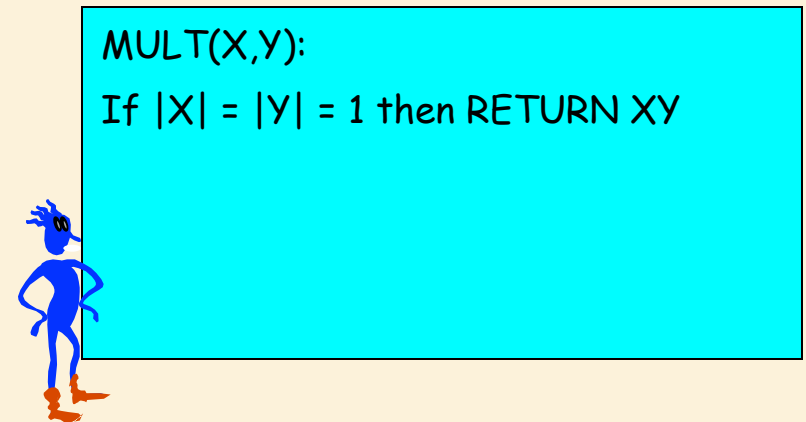 MULT(X,Y):
If |X| = |Y| = 1 then RETURN XY